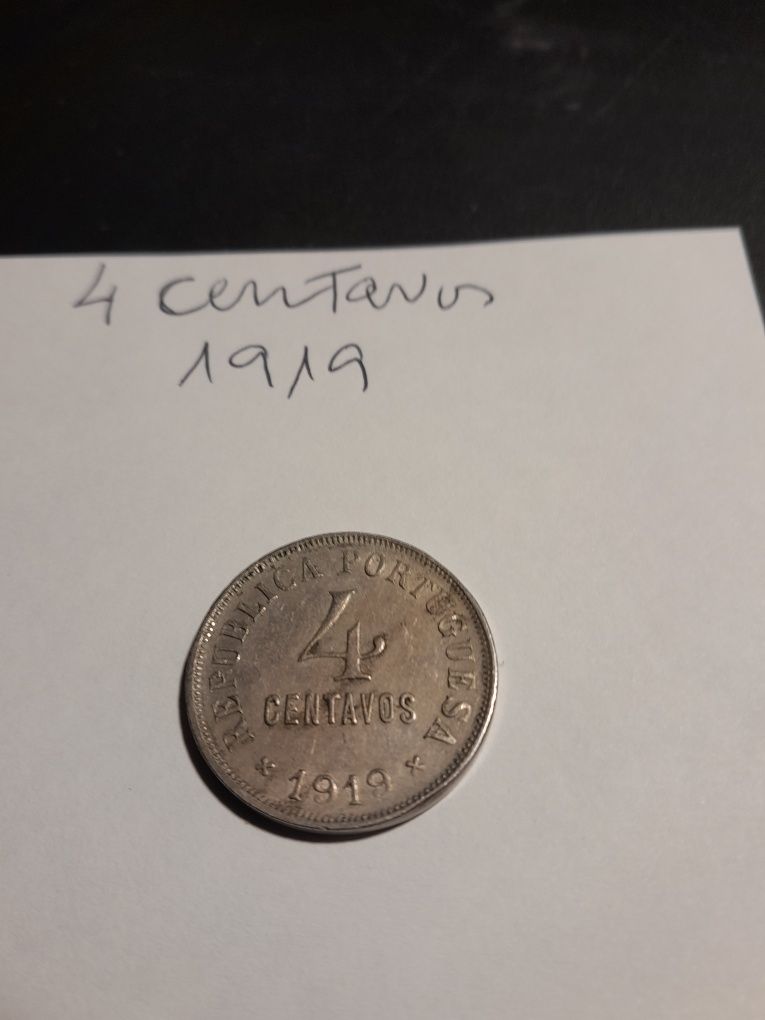 4 centavos
1919
REPUBLICA PORTUGUESA
4
CENTAVOS
* 1919 *